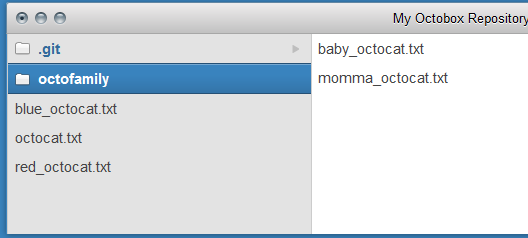 My Octobox Repository
.git
octofamily
blue_octocat.txt
octocat.txt
red_octocat.txt
baby_octocat.txt
momma_octocat.txt